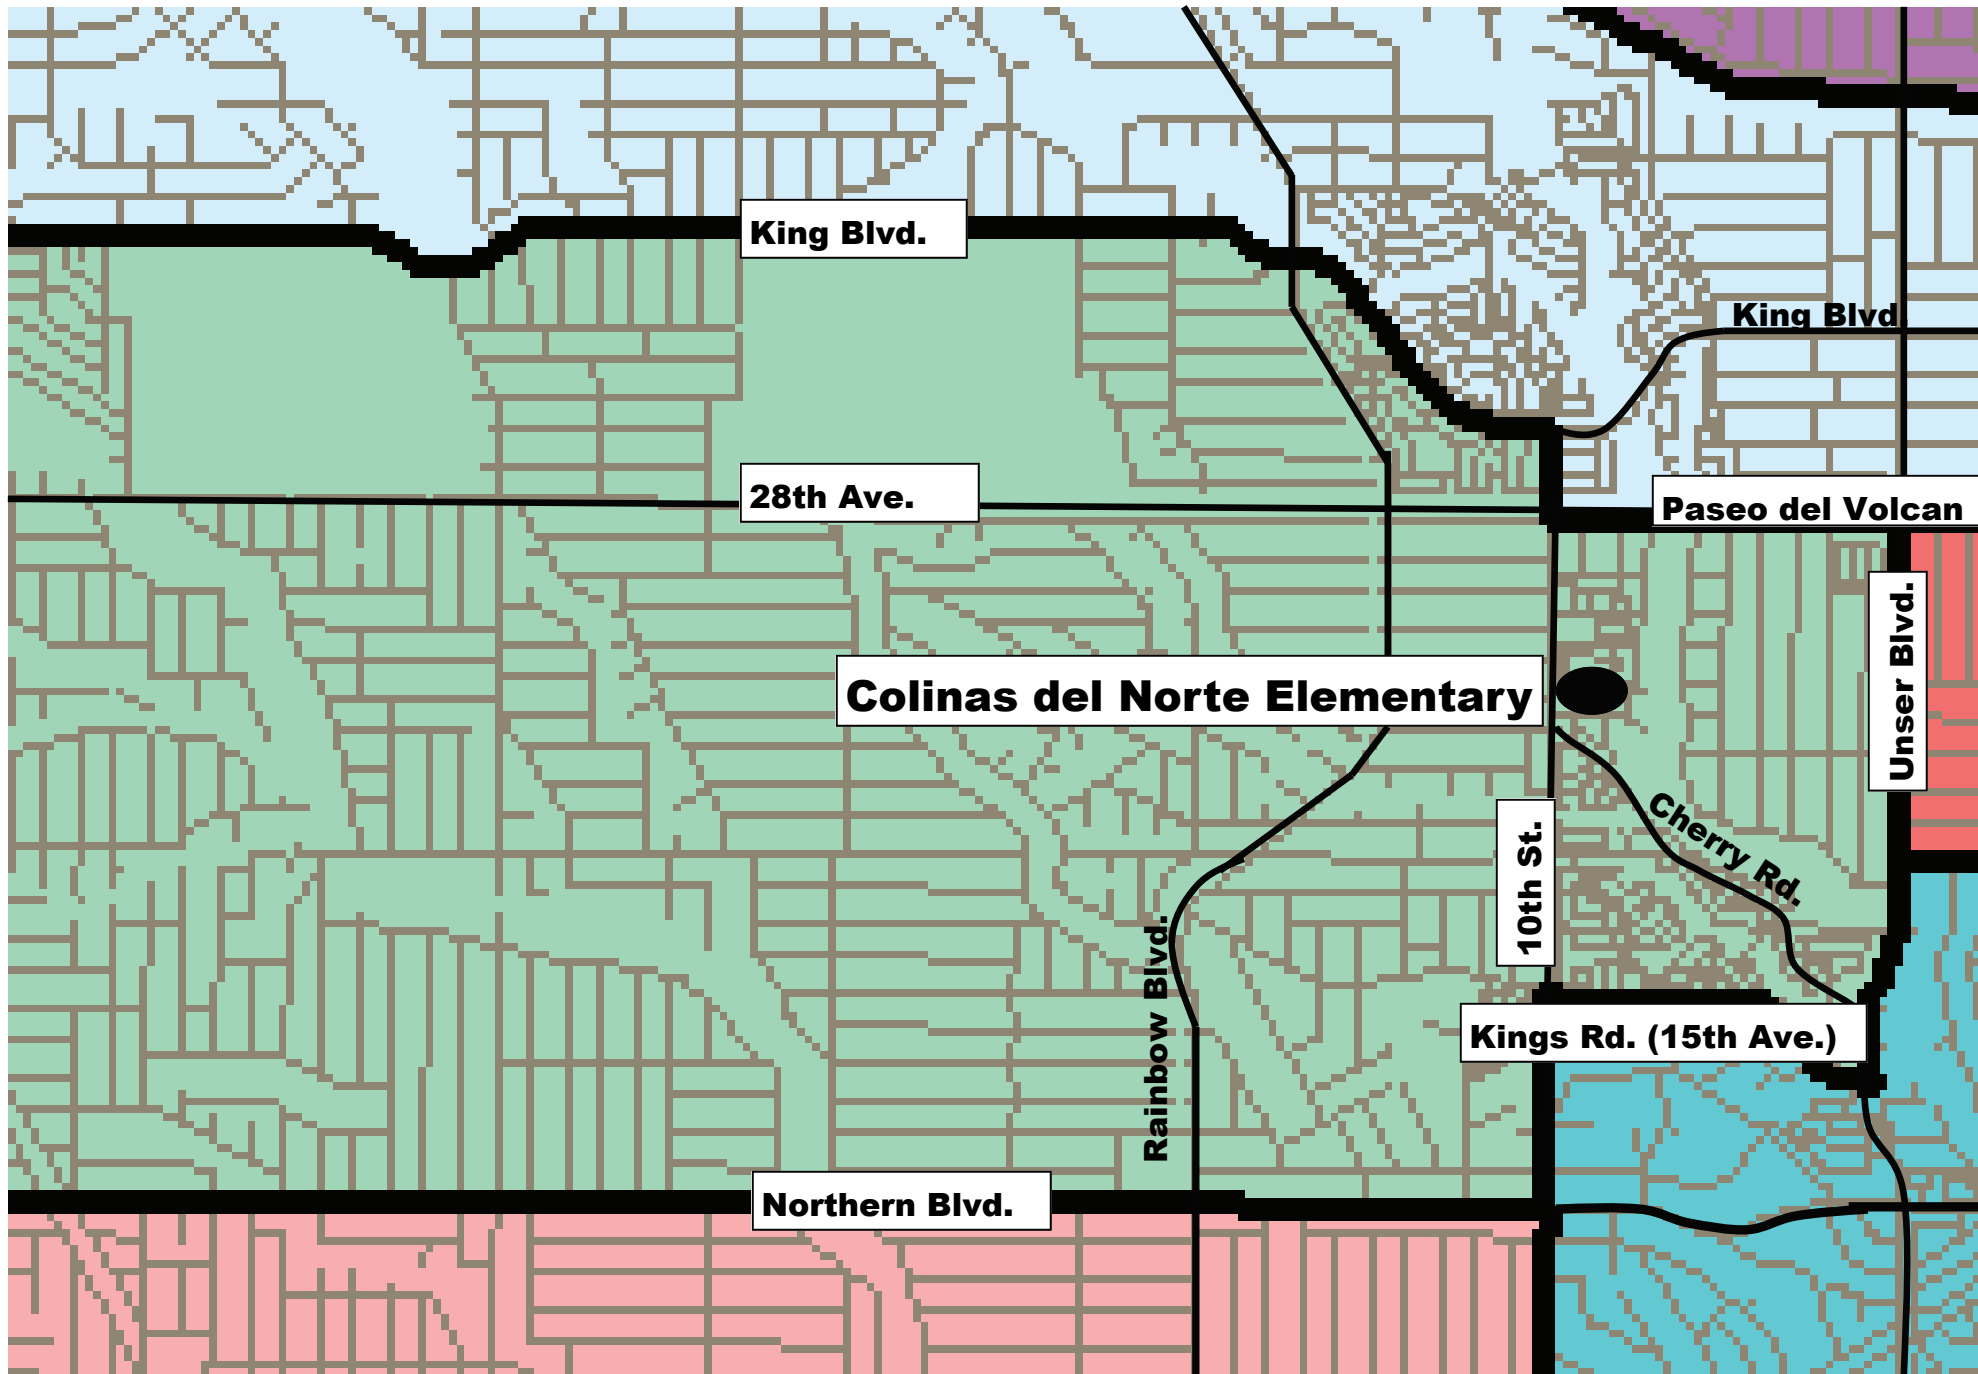 King Blvd.
King Blvd.
28th Ave.
Paseo del Volcan
Unser Blvd.
Colinas del Norte Elementary
Cherry Rd.
10th St.
Rainbow Blvd.
Kings Rd. (15th Ave.)
Northern Blvd.